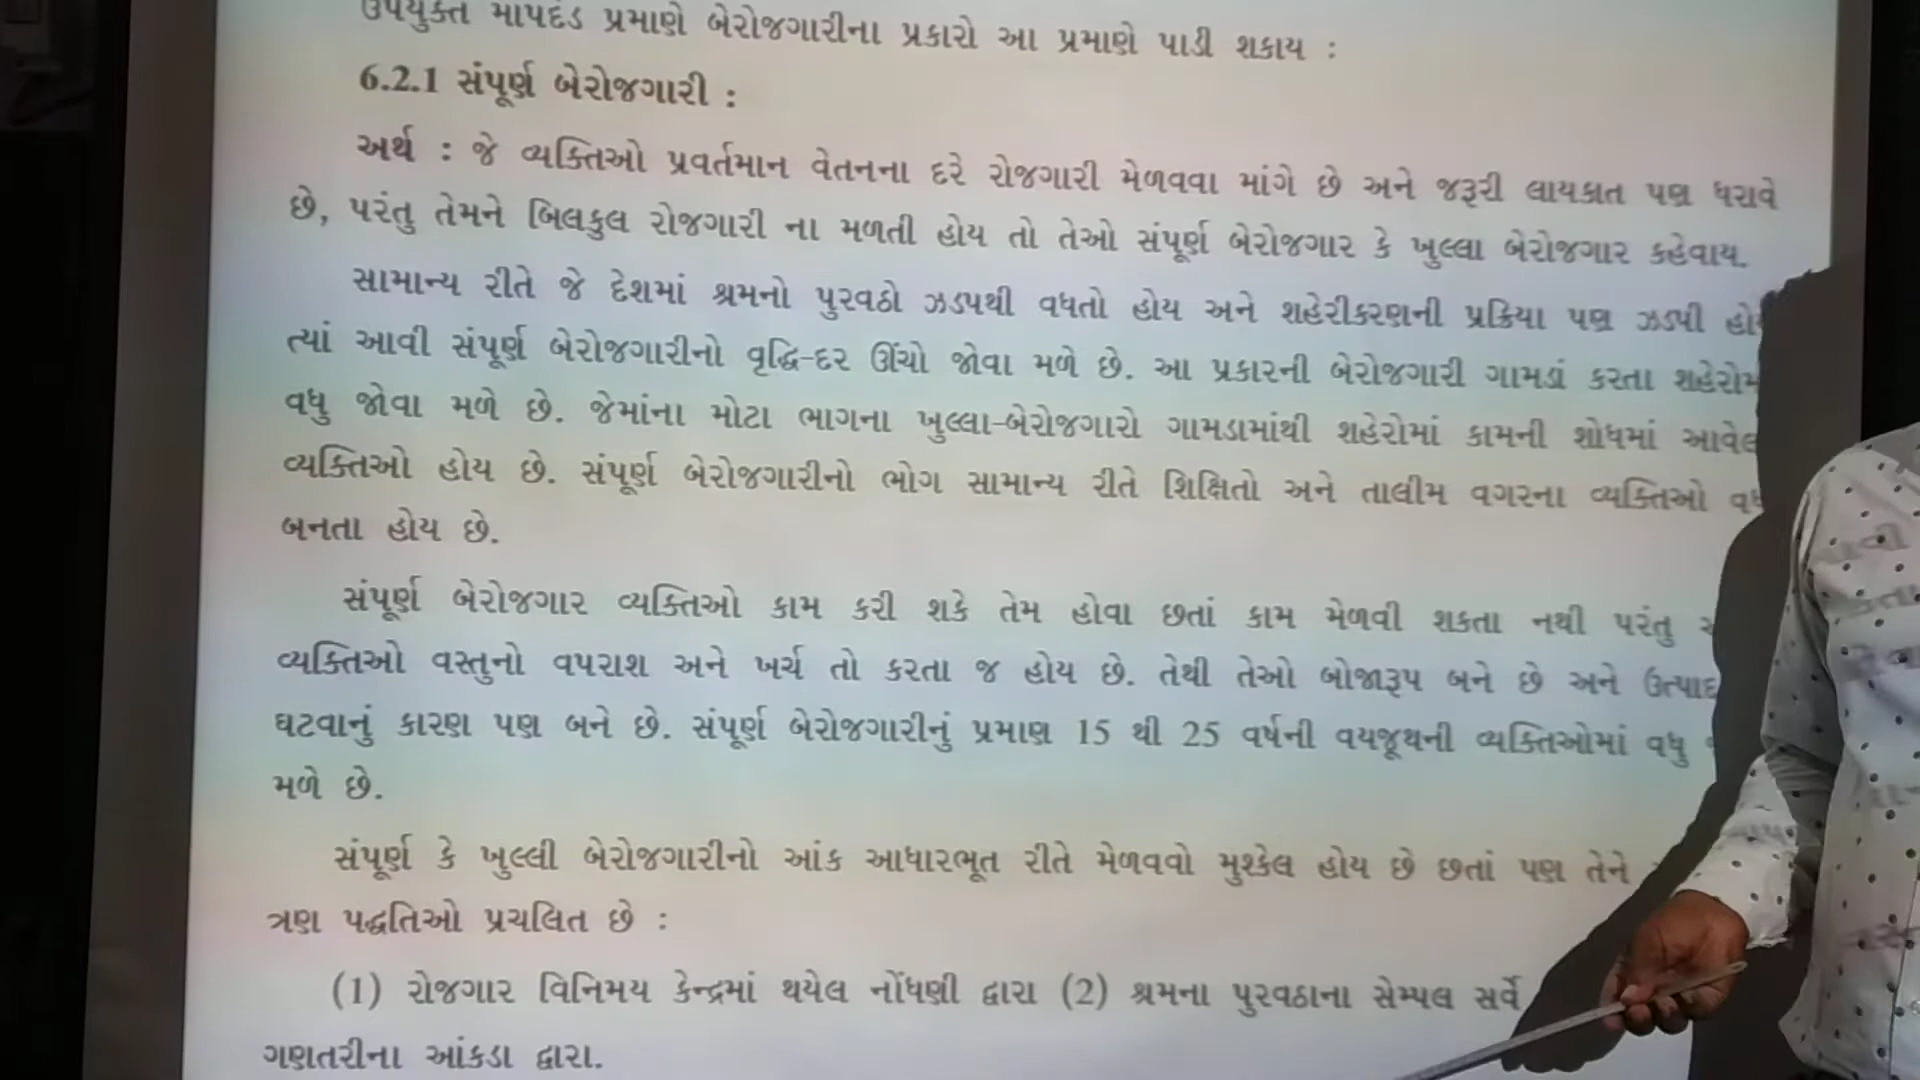 ઉપર્યુક્ત માપદંડ પ્રમાણે બેરોજગારીના પ્રકારો આ પ્રમાણે પાડી શકાય :
6.2.1 સંપૂર્ણ બેરોજગારી :
અર્થ : જે વ્યક્તિઓ પ્રવર્તમાન વેતનના દરે રોજગારી મેળવવા માંગે છે અને જરૂરી લાયકાત પણ ધરાવે
છે, પરંતુ તેમને બિલકુલ રોજગારી ના મળતી હોય તો તેઓ સંપૂર્ણ બેરોજગાર કે ખુલ્લા બેરોજગાર કહેવાય.
સામાન્ય રીતે જે દેશમાં શ્રમનો પુરવઠો ઝડપથી વધતો હોય અને શહેરીકરણની પ્રક્રિયા પણ ઝડપી
ત્યાં આવી સંપૂર્ણ બેરોજગારીનો વૃદ્ધિ-દર ઊંચો જોવા મળે છે. આ પ્રકારની બેરોજગારી ગામડાં કરતા
વધુ જોવા મળે છે. જેમાંના મોટા ભાગના ખુલ્લા-બેરોજગારો ગામડામાંથી શહેરોમાં કામની શોધમાં
વ્યક્તિઓ હોય છે. સંપૂર્ણ બેરોજગારીનો ભોગ સામાન્ય રીતે શિક્ષિતો અને તાલીમ વગરના વ્યક્તિઓ
બનતા હોય છે.
સંપૂર્ણ બેરોજગાર વ્યક્તિઓ કામ કરી શકે તેમ હોવા છતાં કામ મેળવી શકતા નથી પરંતુ
વ્યક્તિઓ વસ્તુનો વપરાશ અને ખર્ચ તો કરતા જ હોય છે. તેથી તેઓ બોજારૂપ બને છે અને
ઘટવાનું કારણ પણ બને છે. સંપૂર્ણ બેરોજગારીનું પ્રમાણ 15 થી 25 વર્ષની વયજૂથની વ્યક્તિઓમાં વધુ
મળે છે.
સંપૂર્ણ કે ખુલ્લી બેરોજગારીનો આંક આધારભૂત રીતે મેળવવો મુશ્કેલ હોય છે છતાં પણ તેને
ત્રણ પદ્ધતિઓ પ્રચલિત છે :
(1) રોજગાર વિનિમય કેન્દ્રમાં થયેલ નોંધણી દ્વારા (2) શ્રમના પુરવઠાના સેમ્પલ સર્વે
ગણતરીના આંકડા દ્વારા.